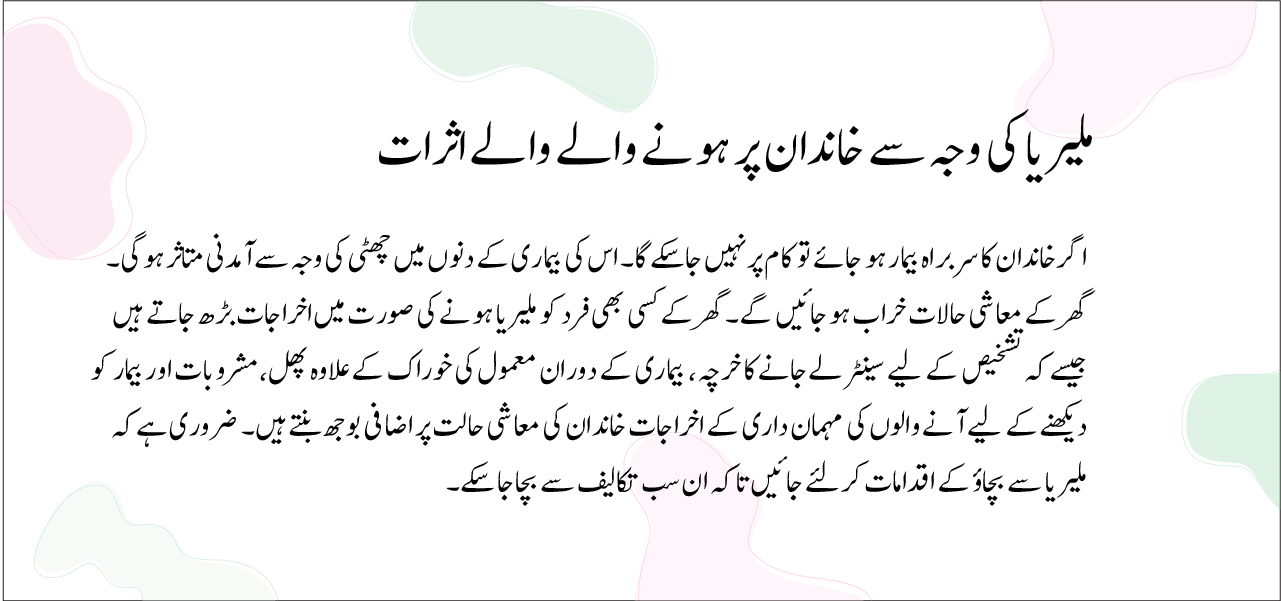 ملیریا کی وجہ سے خاندان پر ہونے والے والے اثرات
اگر خاندان کا سربراہ بیمار ہو جائے تو کام پر نہیں جاسکے گا۔ اس کی بیماری کے دنوں میں چھٹی کی وجہ سے آمدنی متاثر ہو گی۔
گھر کے معاشی حالات خراب ہو جائیں گے۔ گھر کے کسی بھی فرد کو ملیریا ہونے کی صورت میں اخراجات بڑھ جاتے ہیں
جیسے کہ تشخیص کے لیے سینٹر لے جانے کا خرچہ، بیماری کے دوران معمول کی خوراک کے علاوہ پھل، مشروبات اور بیمار کو
دیکھنے کے لیے آنے والوں کی مہمان داری کے اخراجات خاندان کی معاشی حالت پر اضافی بوجھ بنتے ہیں۔ ضروری ہے کہ
ملیریا سے بچاؤ کے اقدامات کر لئے جائیں تاکہ ان سب تکالیف سے بچا جاسکے۔